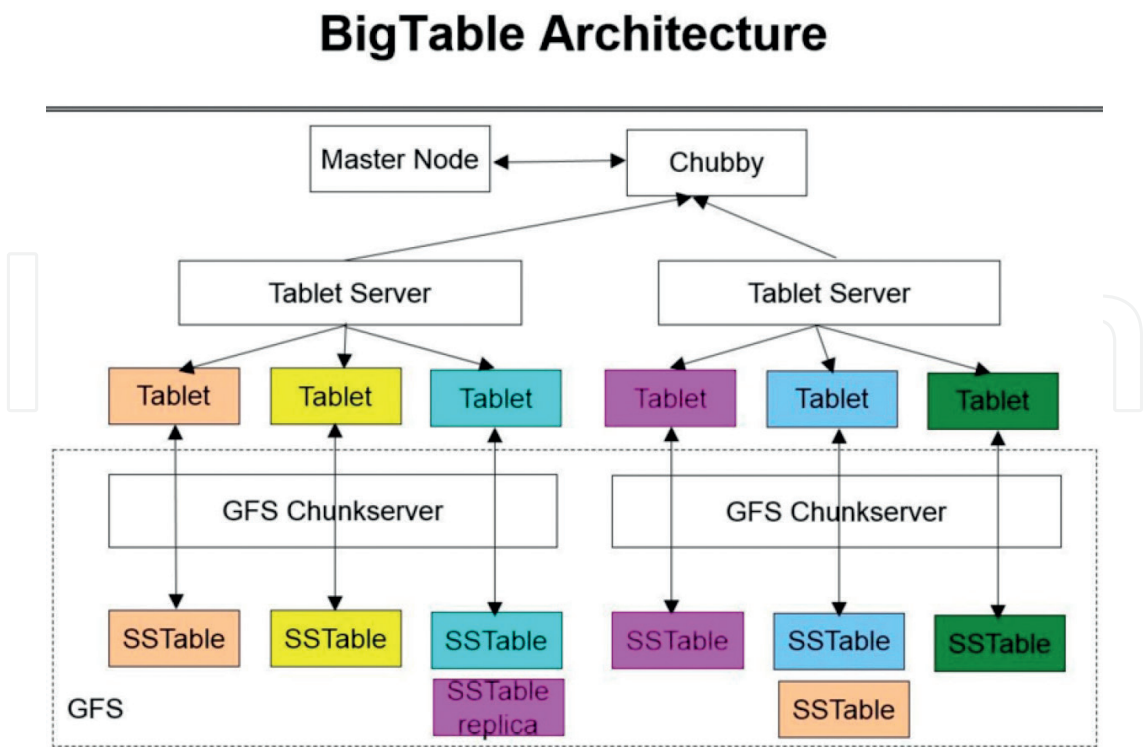 BigTable Architecture
Master Node
Chubby
Tablet Server
Tablet Server
Tablet
Tablet
Tablet
Tablet
Tablet
Tablet
GFS Chunkserver
GFS Chunkserver
SSTable
SSTable
SSTable
SSTable
SSTable
SSTable
SSTable
replica
SSTable
GFS